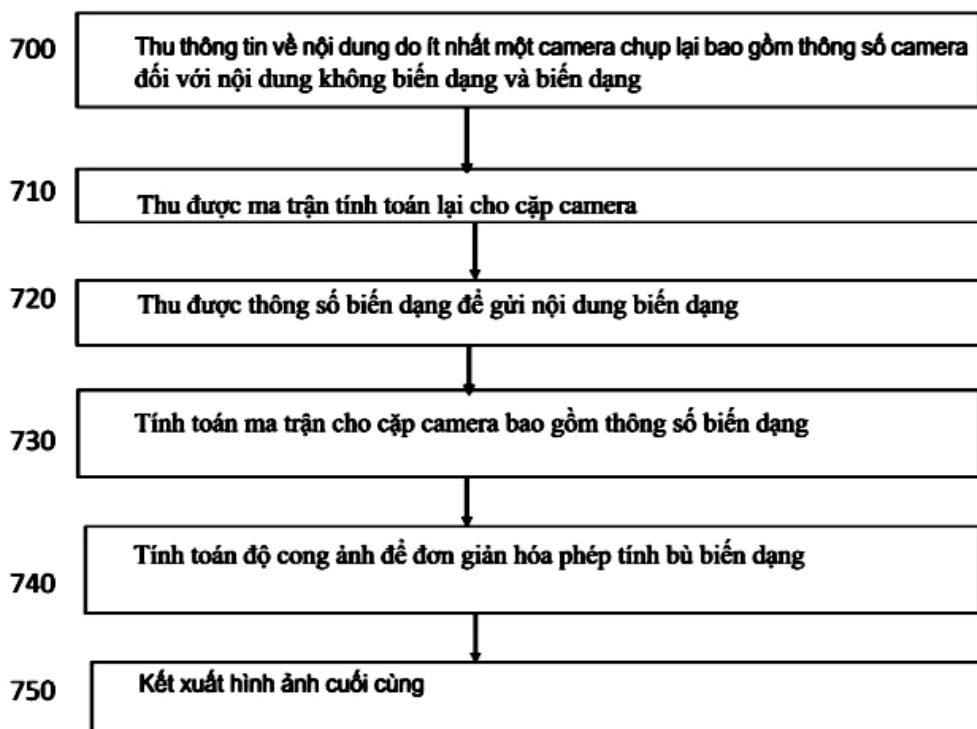 700
Thu thông tin về nội dung do ít nhất một camera chụp lại bao gồm thông số camera
đối với nội dung không biến dạng và biến dạng
710
Thu được ma trận tính toán lại cho cặp camera
720
Thu được thông số biến dạng để gửi nội dung biến dạng
730
Tính toán ma trận cho cặp camera bao gồm thông số biến dạng
740
Tính toán độ cong ảnh để đơn giản hóa phép tính bù biến dạng
750
Kết xuất hình ảnh cuối cùng